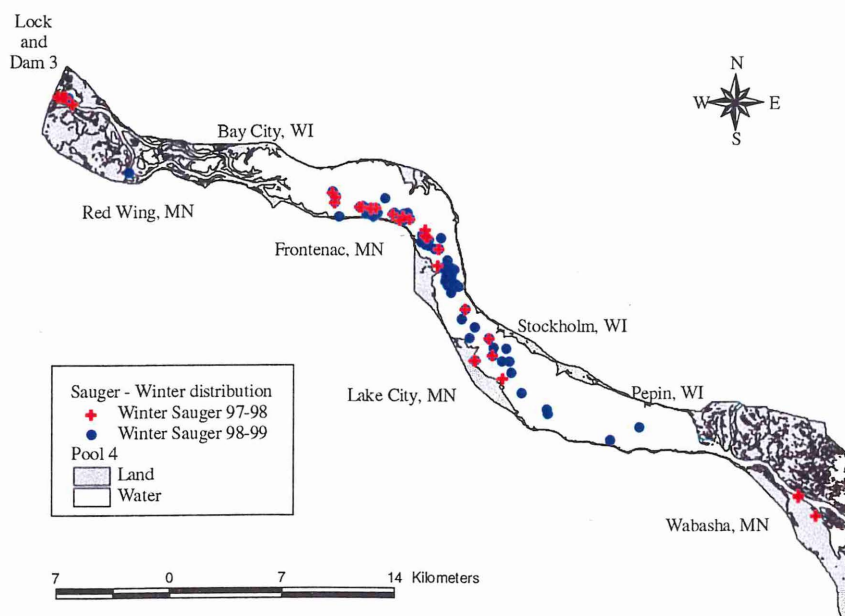 Lock
and
Dam 3
N
W E
S
Bay City, WI
Red Wing, MN
Frontenac, MN
Stockholm, WI
Lake City, MN
Pepin, WI
Wabasha, MN
Sauger - Winter distribution
Winter Sauger 97-98
Winter Sauger 98-99
Pool 4
Land
Water
7 0 7 14 Kilometers